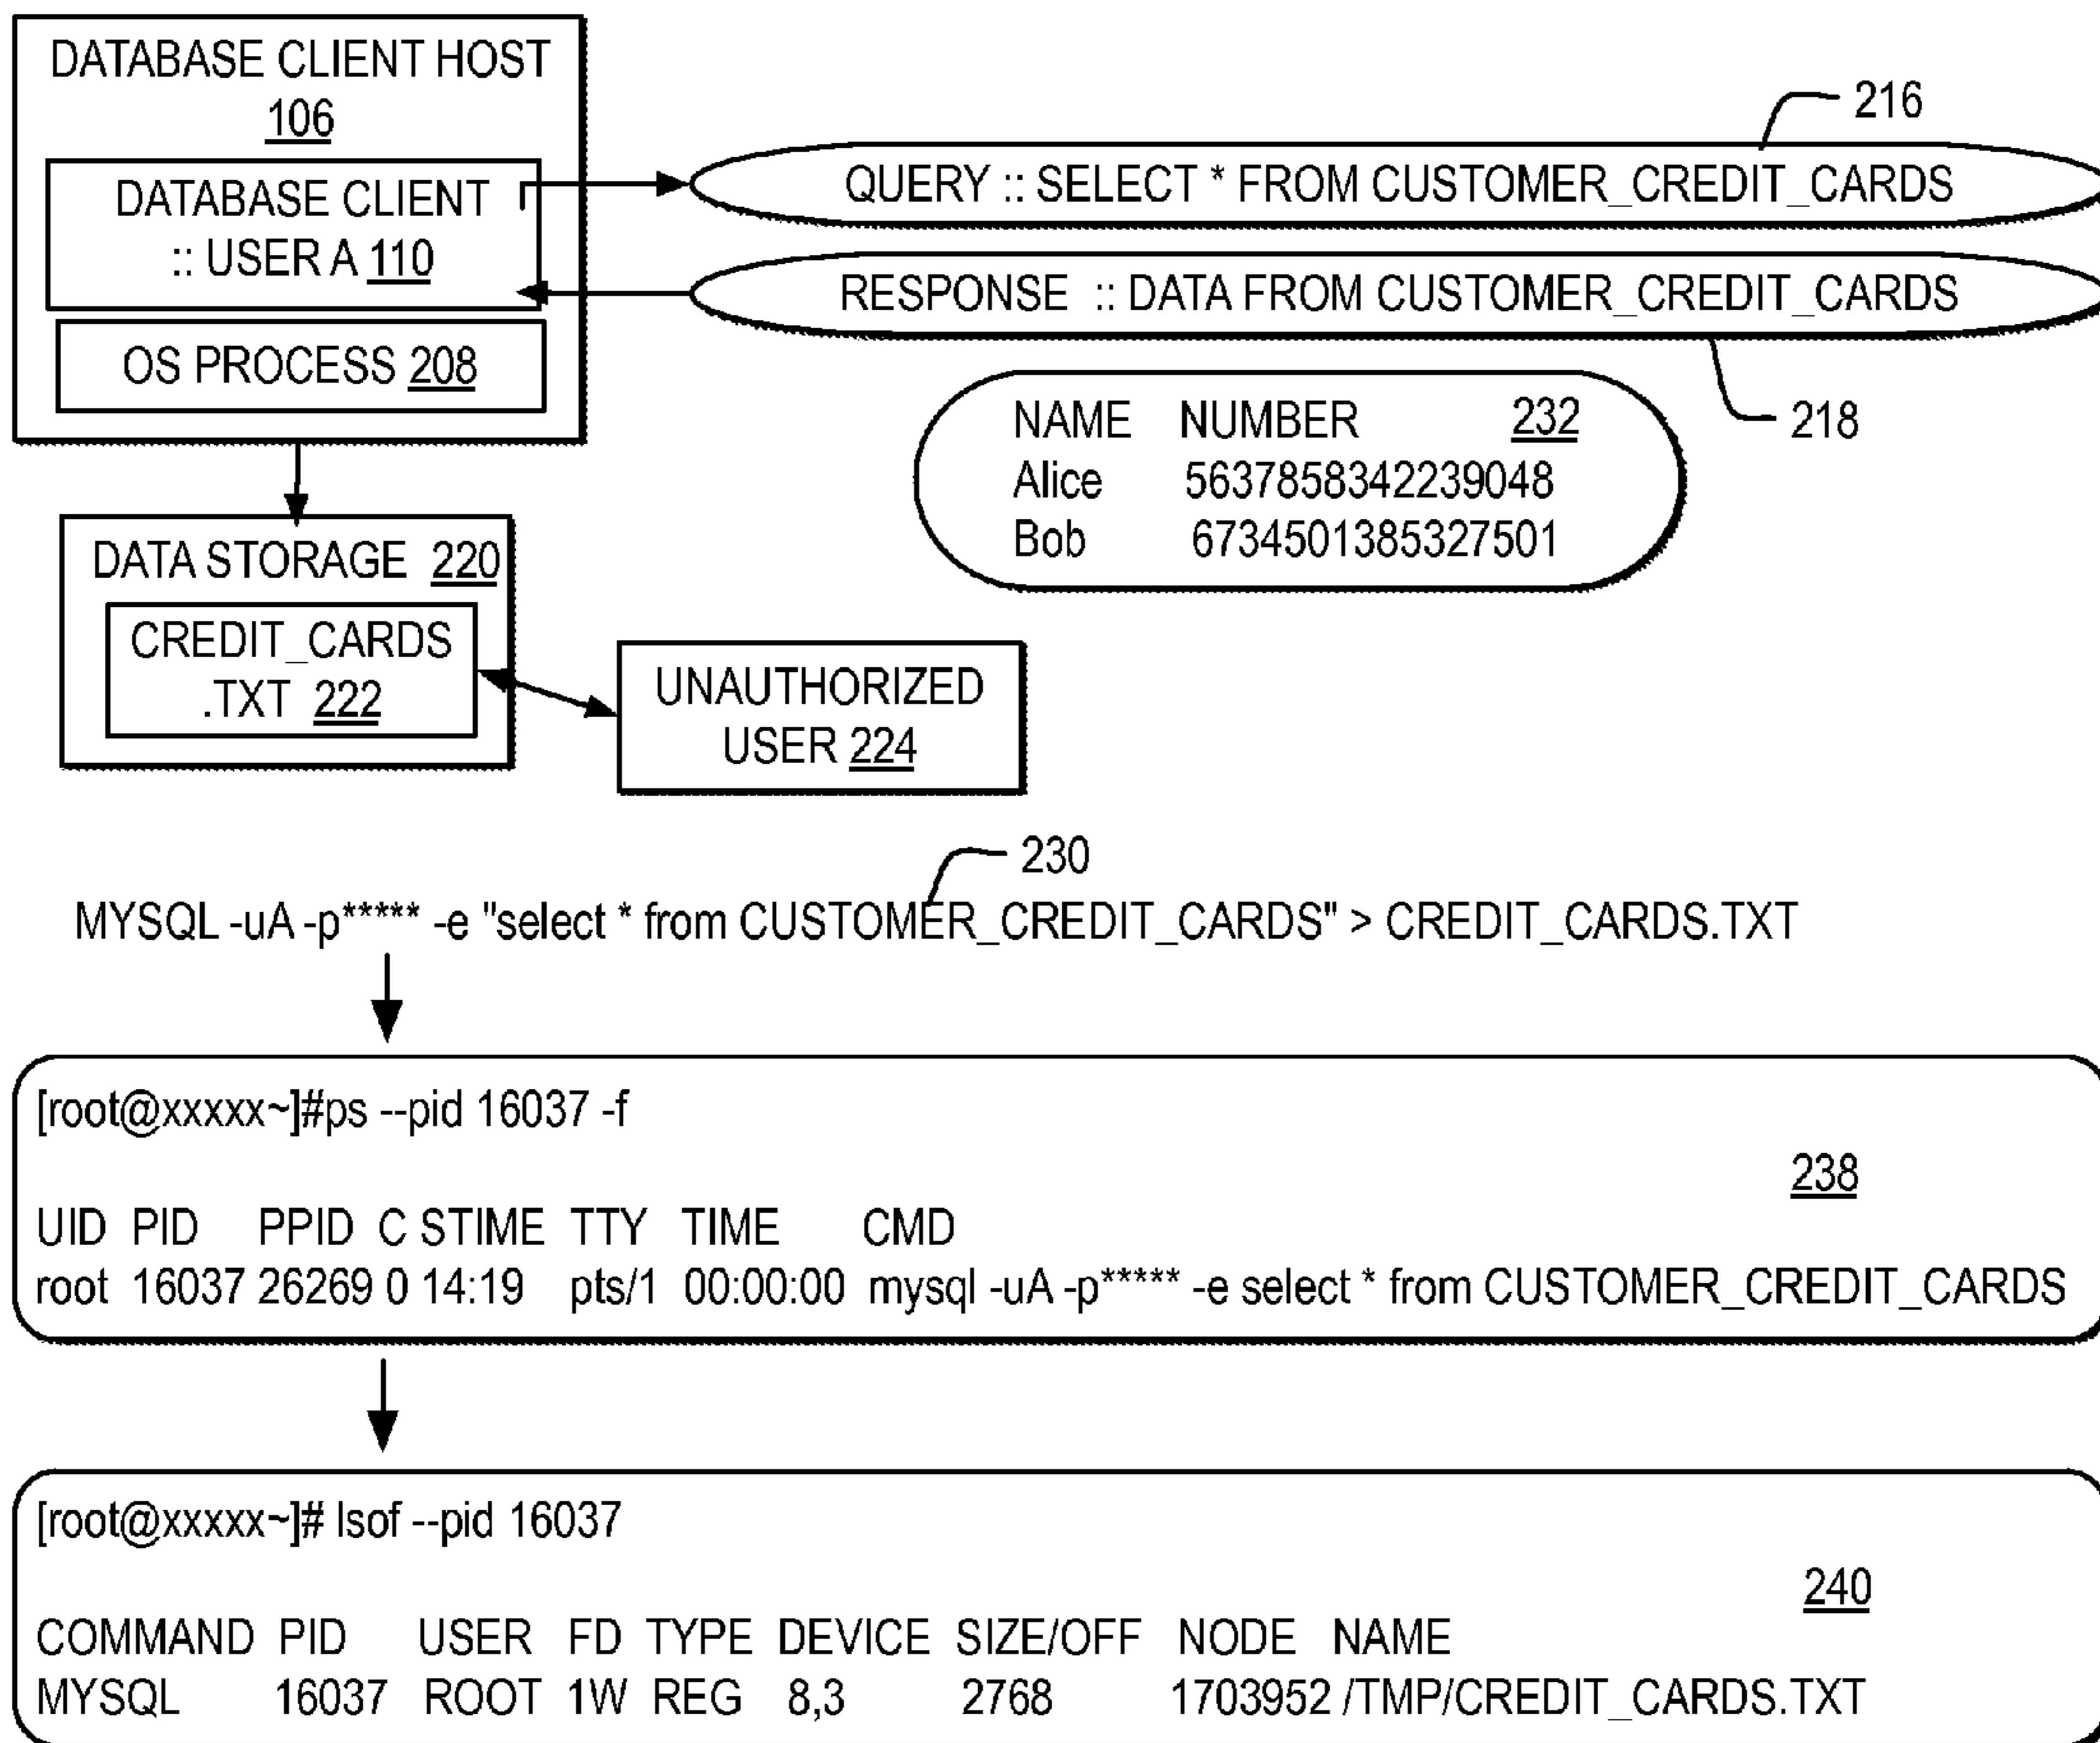 DATABASE CLIENT HOST
106
DATABASE CLIENT
:: USER A 110
OS PROCESS 208
216
QUERY :: SELECT * FROM CUSTOMER_CREDIT_CARDS
RESPONSE :: DATA FROM CUSTOMER_CREDIT_CARDS
218
NAME NUMBER 232
Alice 5637858342239048
Bob 6734501385327501
DATA STORAGE 220
CREDIT_CARDS
.TXT 222
UNAUTHORIZED
USER 224
230
MYSQL -uA -p***** -e "select * from CUSTOMER_CREDIT_CARDS" > CREDIT_CARDS.TXT
[root@xxxxx~]#ps --pid 16037 -f
238
UID PID PPID C STIME TTY TIME CMD
root 16037 26269 0 14:19 pts/1 00:00:00 mysql -uA -p***** -e select * from CUSTOMER_CREDIT_CARDS
[root@xxxxx~]# lsof --pid 16037
240
COMMAND PID USER FD TYPE DEVICE SIZE/OFF NODE NAME
MYSQL 16037 ROOT 1W REG 8,3 2768 1703952 /TMP/CREDIT_CARDS.TXT